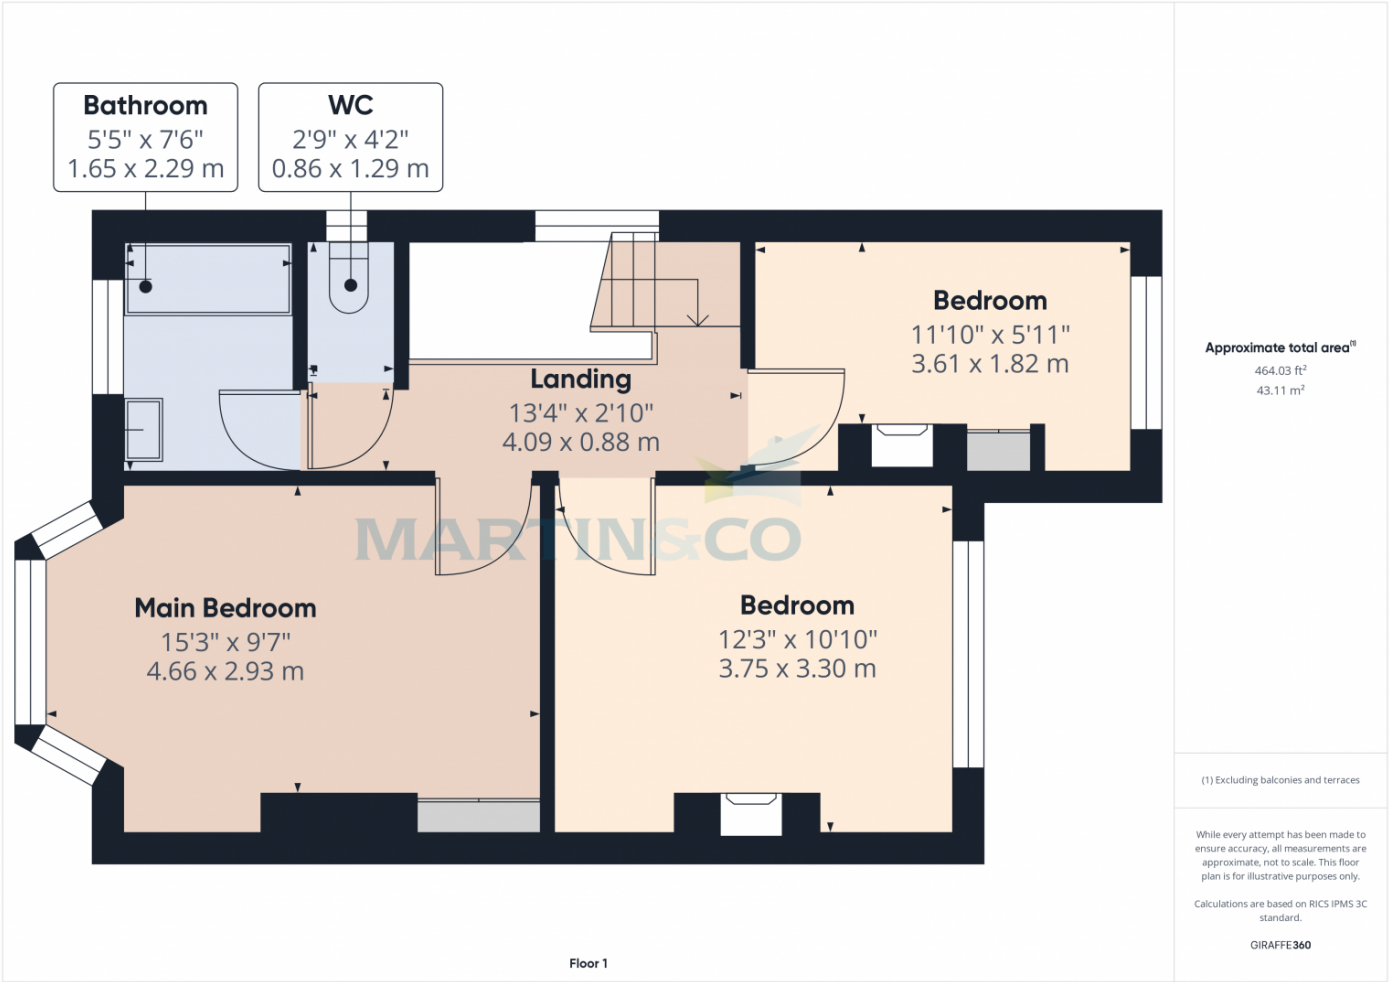 Bathroom
5'5" x 7'6"
1.65 x 2.29 m
WC
2'9" x 4'2"
0.86 x 1.29 m
Bedroom
11'10" x 5'11"
3.61 x 1.82 m
Landing
13'4" x 2'10"
4.09 x 0.88 m
MARTIN&CO
Main Bedroom
15'3" x 9'7"
4.66 x 2.93 m
Bedroom
12'3" x 10'10"
3.75 x 3.30 m
Floor 1
Approximate total area(1)
464.03 ft²
43.11 m²
(1) Excluding balconies and terraces
While every attempt has been made to
ensure accuracy, all measurements are
approximate, not to scale. This floor
plan is for illustrative purposes only.
Calculations are based on RICS IPMS 3C
standard.
GIRAFFE360